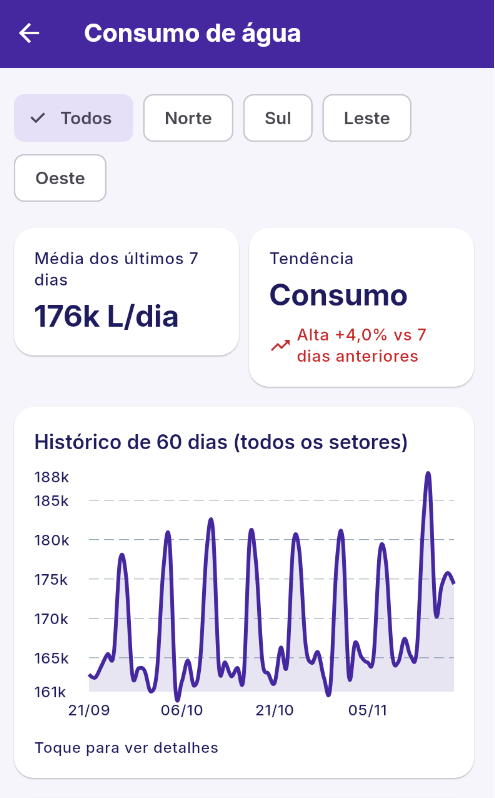 Consumo de água
Todos
Norte
Sul
Leste
Oeste
Média dos últimos 7
dias
176k L/dia
Tendência
Consumo
Alta +4,0% vs 7
dias anteriores
Histórico de 60 dias (todos os setores)
188k
185k
180k
175k
170k
165k
161k
21/09
06/10
21/10
05/11
Toque para ver detalhes